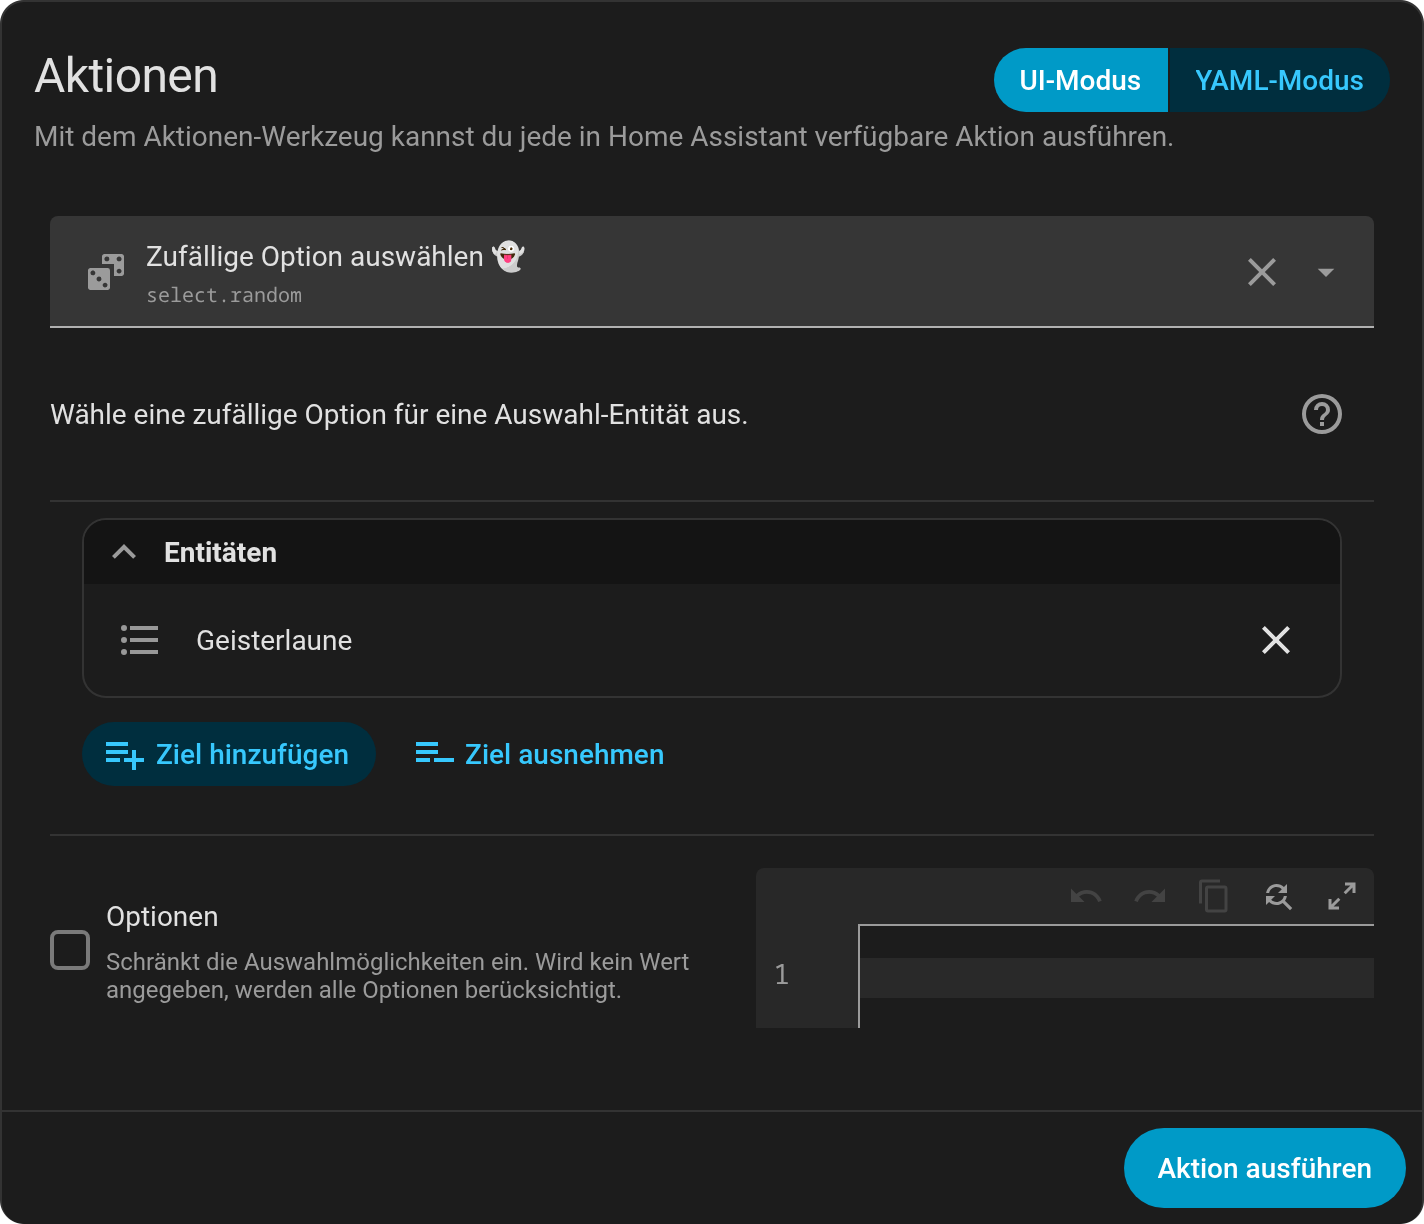 Aktionen
UI-Modus
YAML-Modus
Mit dem Aktionen-Werkzeug kannst du jede in Home Assistant verfügbare Aktion ausführen.
Zufällige Option auswählen 👻
select.random
Wähle eine zufällige Option für eine Auswahl-Entität aus.
Entitäten
Geisterlaune
Ziel hinzufügen
Ziel ausnehmen
Optionen
Schränkt die Auswahlmöglichkeiten ein. Wird kein Wert
angegeben, werden alle Optionen berücksichtigt.
1
Aktion ausführen